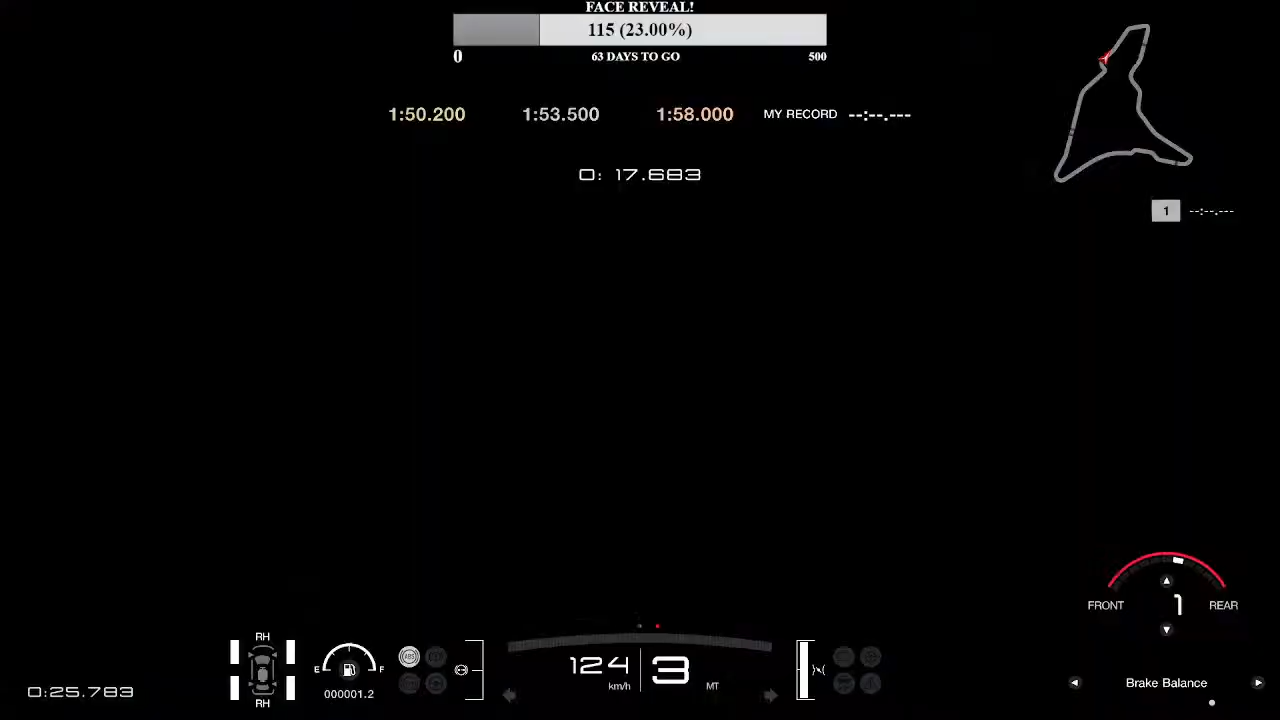 FACE REVEAL!
115 (23.00%)
0 63 DAYS TO GO 500
1:50.200 1:53.500 1:58.000 MY RECORD --:--.---
0: 17.683
1 --:--.---
FRONT 1 REAR
RH
E F
ABS
000001.2
RH
124 km/h 3 MT
Brake Balance
0:25.783